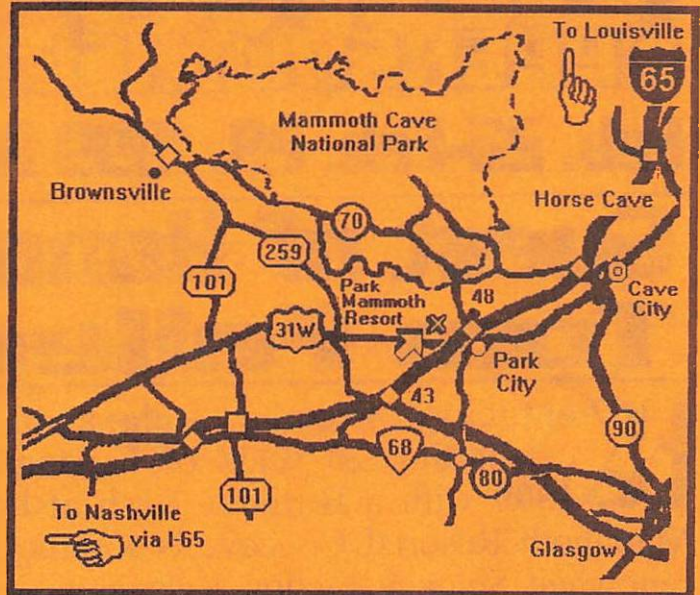 To Louisville
65
Mammoth Cave
National Park
Brownsville
Horse Cave
70
259
101
Park
Mammoth
Resort
48
Cave
City
31W
Park
City
43
90
68
80
101
To Nashville
via I-65
Glasgow